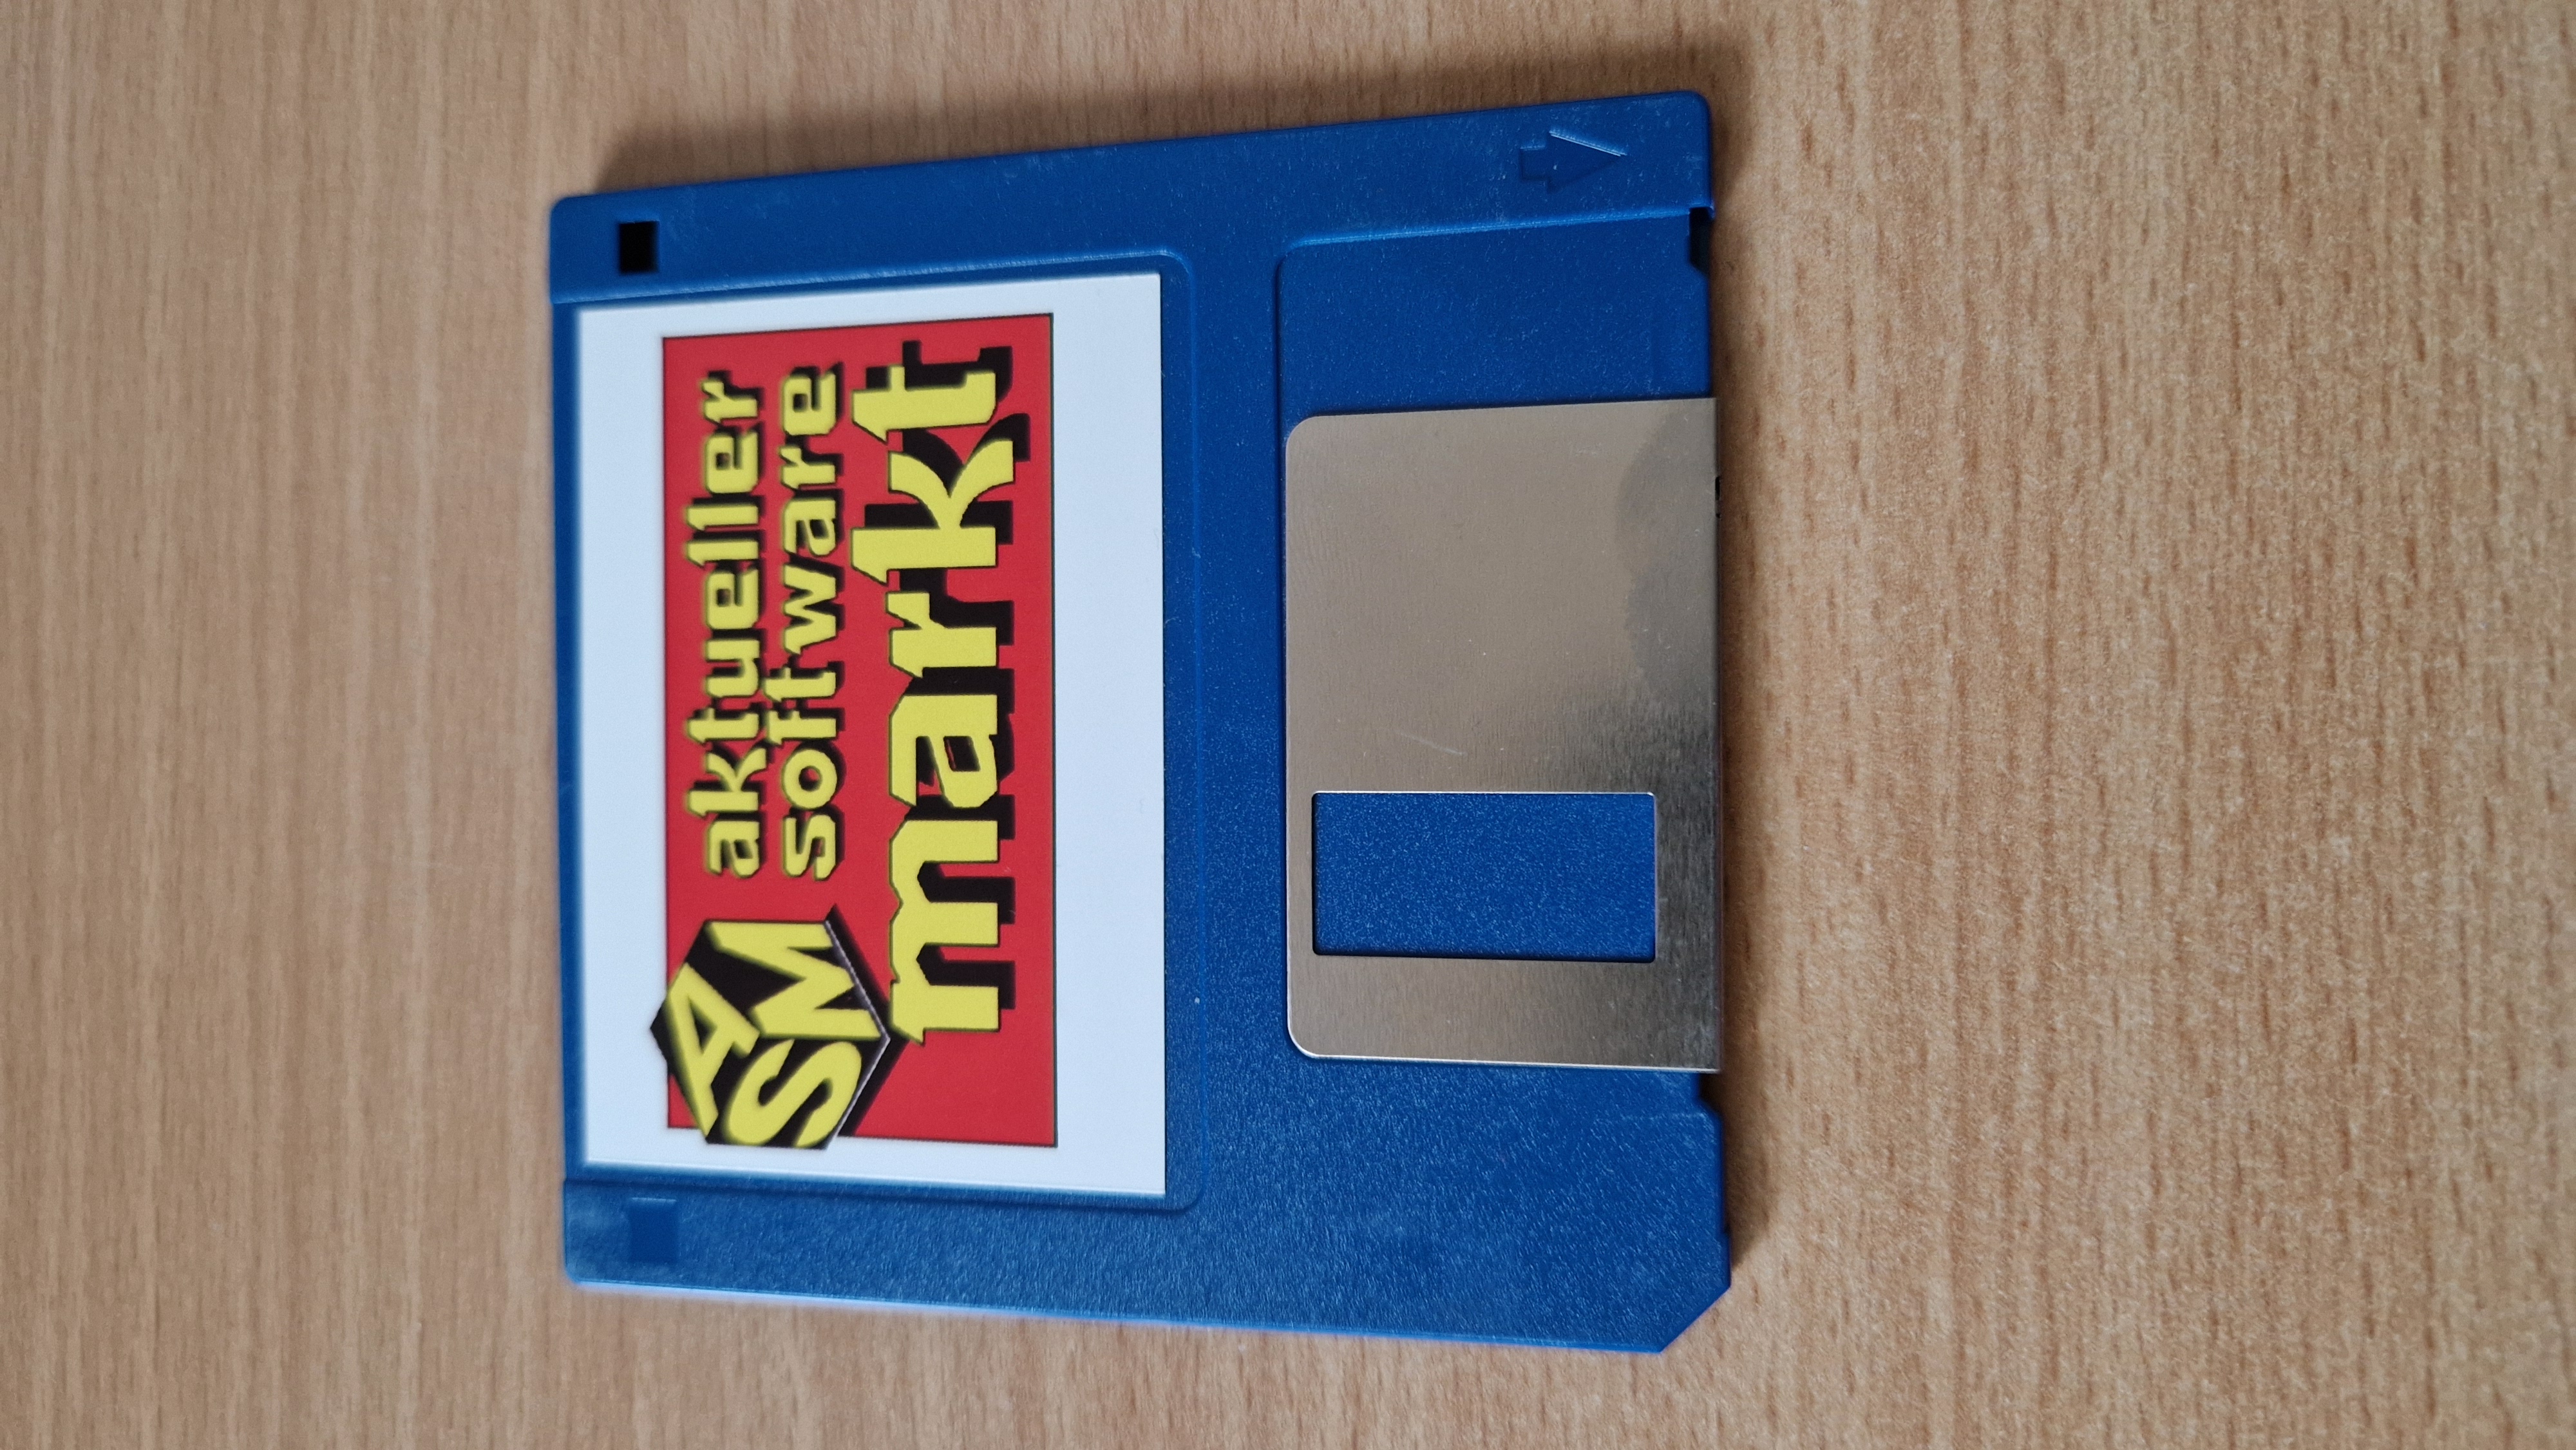 ASM
aktueller
software
markt